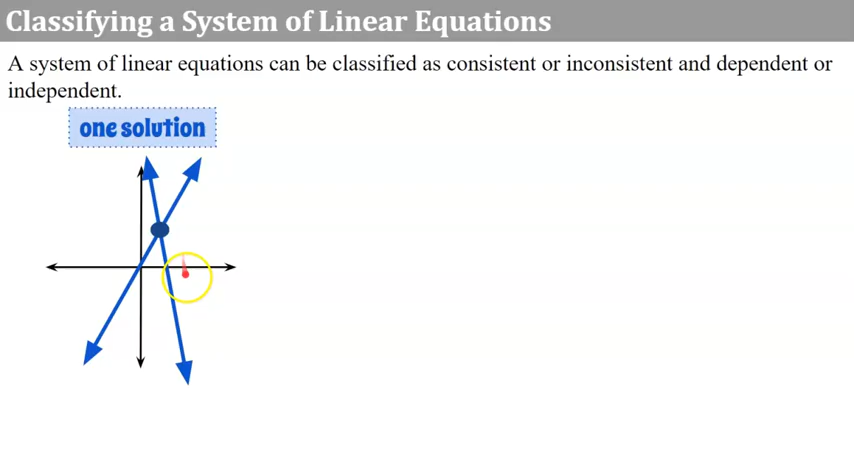 Classifying a System of Linear Equations
A system of linear equations can be classified as consistent or inconsistent and dependent or
independent.
one solution